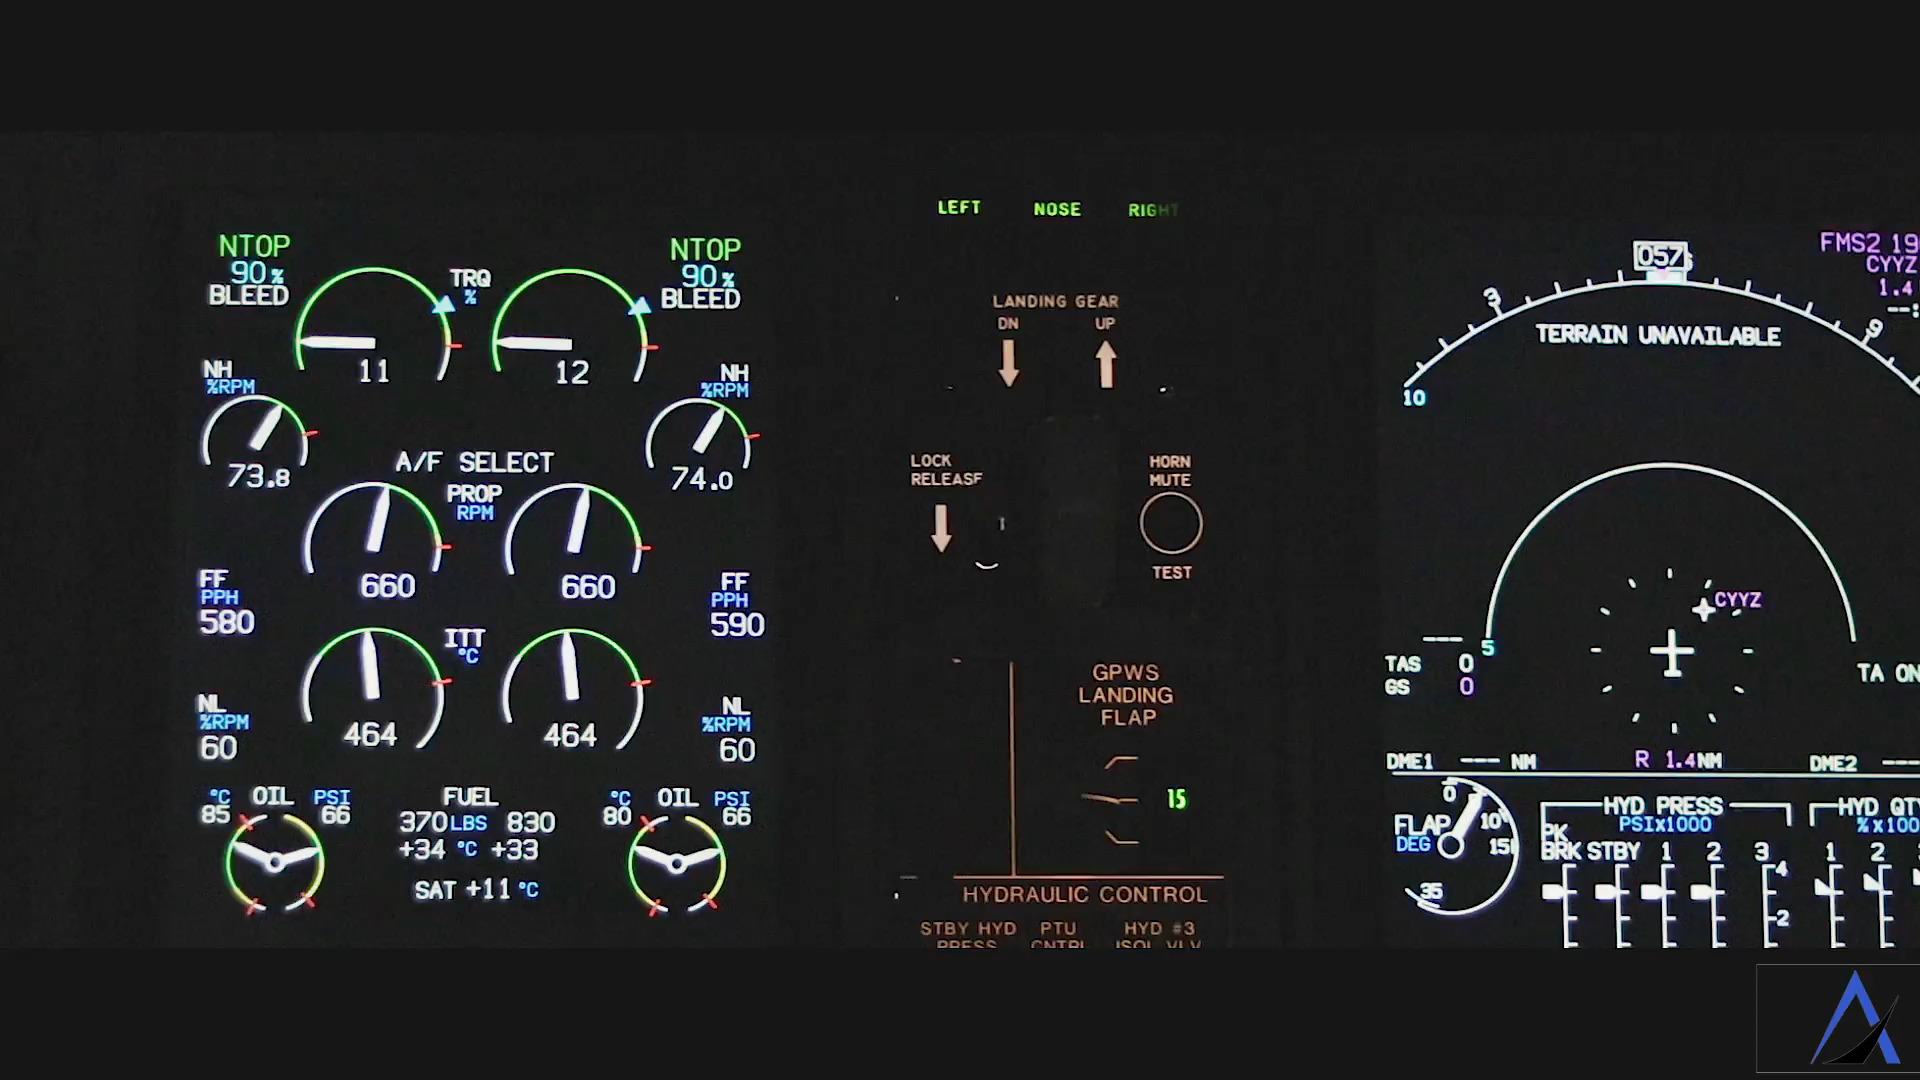 LEFT NOSE RIGHT
NTOP
90 %
BLEED
TRQ
%
NTOP
90 %
BLEED
11
12
NH
%RPM
73.8
NH
%RPM
74.0
A/F SELECT
PROP
RPM
660
660
FF
PPH
580
FF
PPH
590
ITT
°C
464
464
NL
%RPM
60
NL
%RPM
60
°C OIL PSI
85 66
FUEL
370 LBS 830
+34 °C +33
SAT +11 °C
°C OIL PSI
80 66
LANDING GEAR
DN UP
LOCK
RELEASE
HORN
MUTE
TEST
GPWS
LANDING
FLAP
15
HYDRAULIC CONTROL
STBY HYD PTU HYD #3
PRESS CNTRL ISOL VLV
057
FMS2 19
CYYZ
1.4
3
9
TERRAIN UNAVAILABLE
10
CYYZ
5
TAS 0
GS 0
TA ON
DME1 --- NM
R 1.4NM
DME2 ---
FLAP
DEG
0
10
15
35
HYD PRESS
PSIx1000
PK
BRK STBY 1 2 3
4
2
HYD QT
% x100
1 2